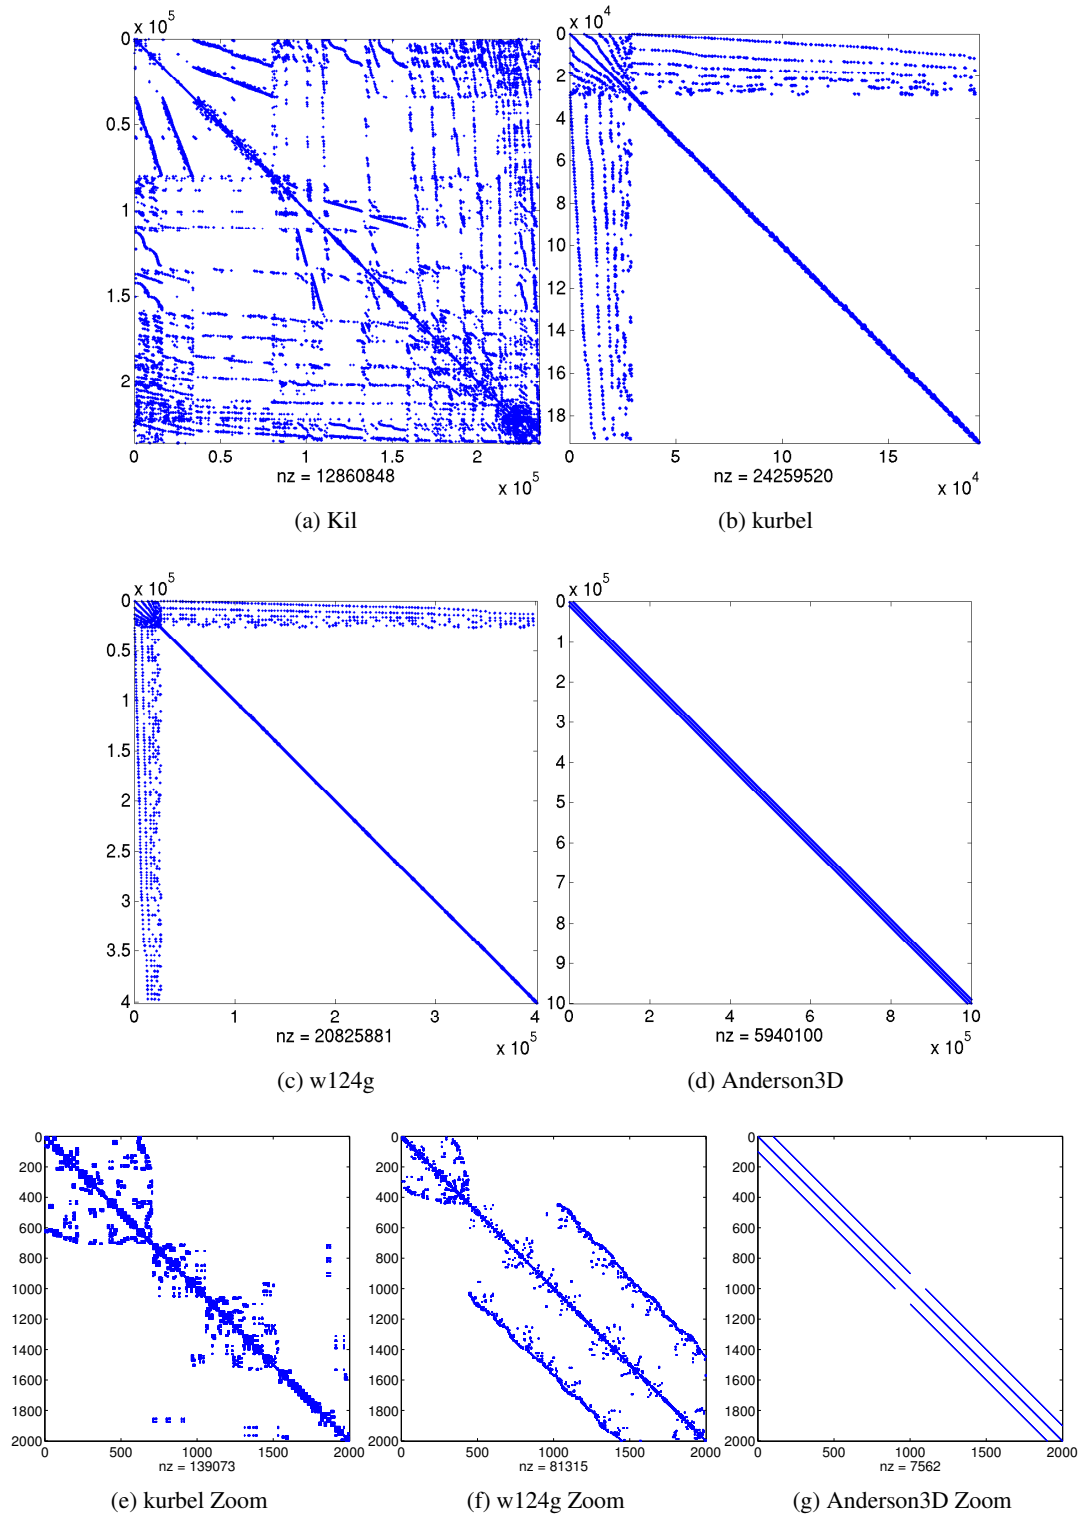 x 10^5
0
0.5
1
1.5
2
0 0.5 1 1.5 2
nz = 12860848
x 10^5
(a) Kil
x 10^4
0
2
4
6
8
10
12
14
16
18
0 5 10 15
nz = 24259520
x 10^4
(b) kurbel
x 10^5
0
0.5
1
1.5
2
2.5
3
3.5
4
0 1 2 3 4
nz = 20825881
x 10^5
(c) w124g
x 10^5
0
1
2
3
4
5
6
7
8
9
10
0 2 4 6 8 10
nz = 5940100
x 10^5
(d) Anderson3D
0
200
400
600
800
1000
1200
1400
1600
1800
2000
0 500 1000 1500 2000
nz = 139073
(e) kurbel Zoom
0
200
400
600
800
1000
1200
1400
1600
1800
2000
0 500 1000 1500 2000
nz = 81315
(f) w124g Zoom
0
200
400
600
800
1000
1200
1400
1600
1800
2000
0 500 1000 1500 2000
nz = 7562
(g) Anderson3D Zoom